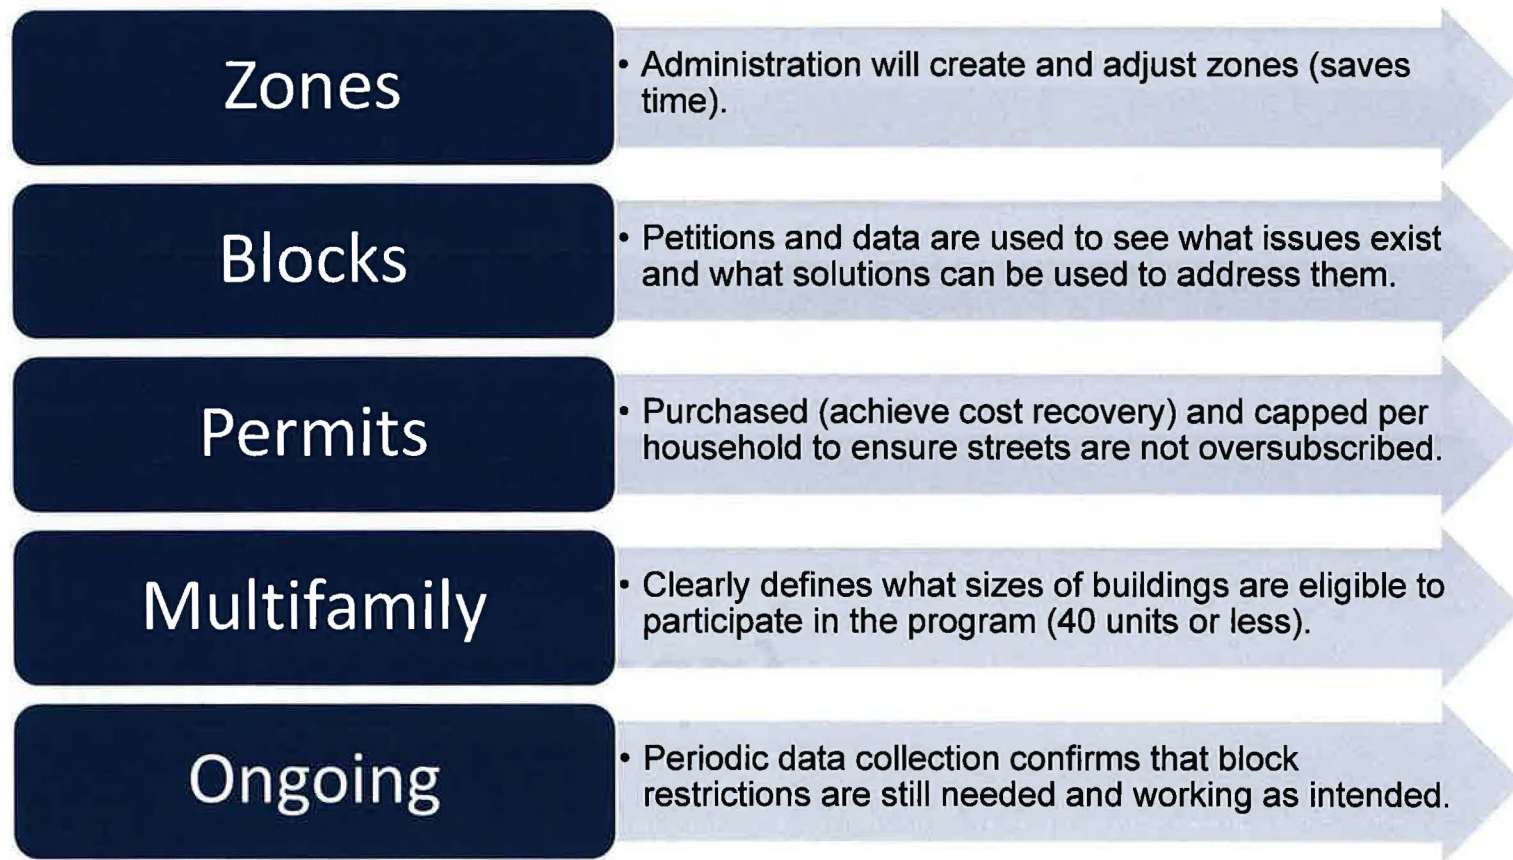 Zones
• Administration will create and adjust zones (saves
time).
Blocks
• Petitions and data are used to see what issues exist
and what solutions can be used to address them.
Permits
• Purchased (achieve cost recovery) and capped per
household to ensure streets are not oversubscribed.
Multifamily
• Clearly defines what sizes of buildings are eligible to
participate in the program (40 units or less).
Ongoing
• Periodic data collection confirms that block
restrictions are still needed and working as intended.